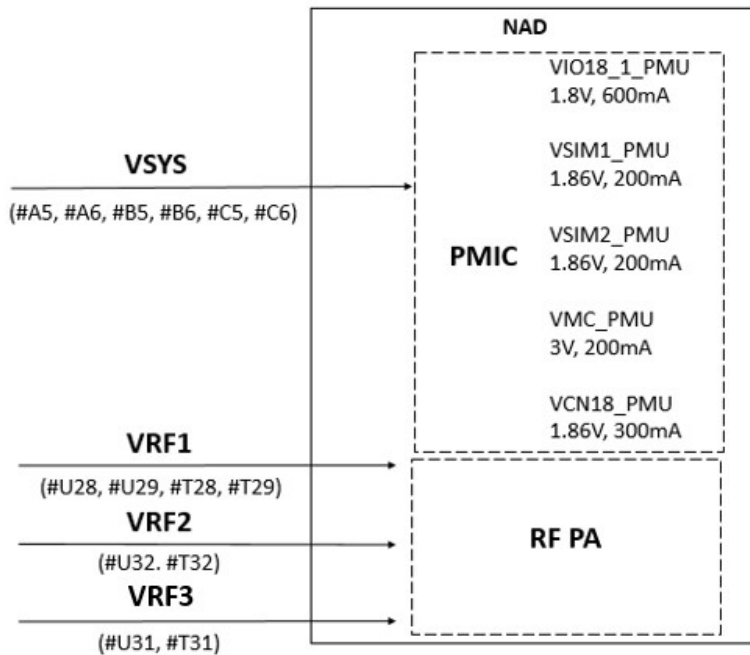 NAD
VIO18_1_PMU
1.8V, 600mA
VSYS
(#A5, #A6, #B5, #B6, #C5, #C6)
VSIM1_PMU
1.86V, 200mA
PMIC
VSIM2_PMU
1.86V, 200mA
VMC_PMU
3V, 200mA
VCN18_PMU
1.86V, 300mA
VRF1
(#U28, #U29, #T28, #T29)
VRF2
(#U32. #T32)
RF PA
VRF3
(#U31, #T31)